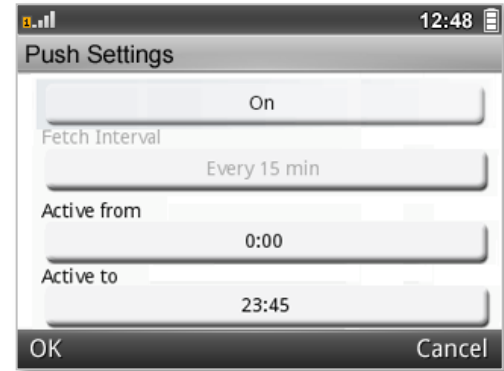 1
12:48
Push Settings
On
Fetch Interval
Every 15 min
Active from
0:00
Active to
23:45
OK Cancel